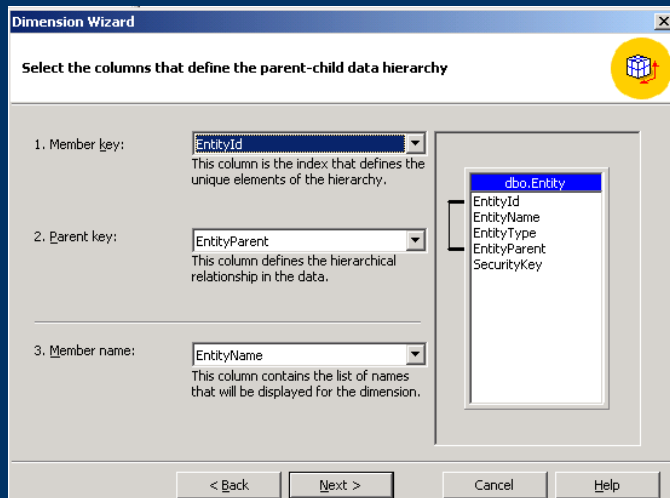 Dimension Wizard
Select the columns that define the parent-child data hierarchy
1. Member key:
EntityId
This column is the index that defines the
unique elements of the hierarchy.
2. Parent key:
EntityParent
This column defines the hierarchical
relationship in the data.
3. Member name:
EntityName
This column contains the list of names
that will be displayed for the dimension.
dbo.Entity
EntityId
EntityName
EntityType
EntityParent
SecurityKey
< Back
Next >
Cancel
Help